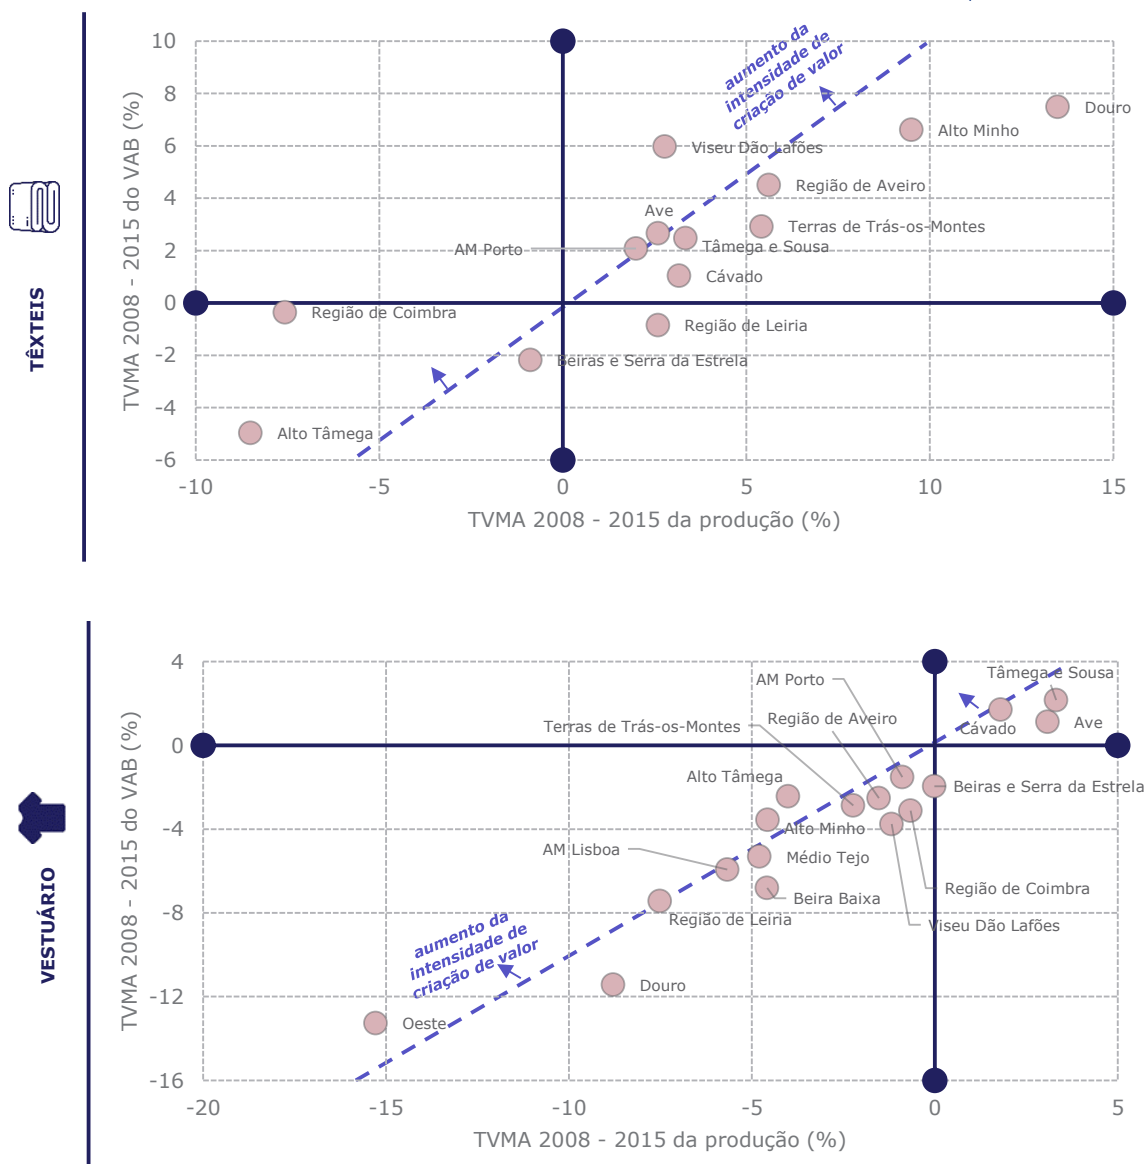 10
8
6
4
2
0
-2
-4
-6
-10
-5
0
5
10
15
TVMA 2008 - 2015 do VAB (%)
TVMA 2008 - 2015 da produção (%)
TÊXTEIS
aumento da
intensidade de
criação de valor
Douro
Alto Minho
Viseu Dão Lafões
Região de Aveiro
Ave
Terras de Trás-os-Montes
AM Porto
Tâmega e Sousa
Cávado
Região de Coimbra
Região de Leiria
Beiras e Serra da Estrela
Alto Tâmega
4
0
-4
-8
-12
-16
-20
-15
-10
-5
0
5
TVMA 2008 - 2015 do VAB (%)
TVMA 2008 - 2015 da produção (%)
VESTUÁRIO
Tâmega e Sousa
AM Porto
Terras de Trás-os-Montes
Região de Aveiro
Cávado
Ave
Alto Tâmega
Beiras e Serra da Estrela
Alto Minho
AM Lisboa
Médio Tejo
Região de Coimbra
Beira Baixa
Região de Leiria
Viseu Dão Lafões
aumento da
intensidade de
criação de valor
Douro
Oeste